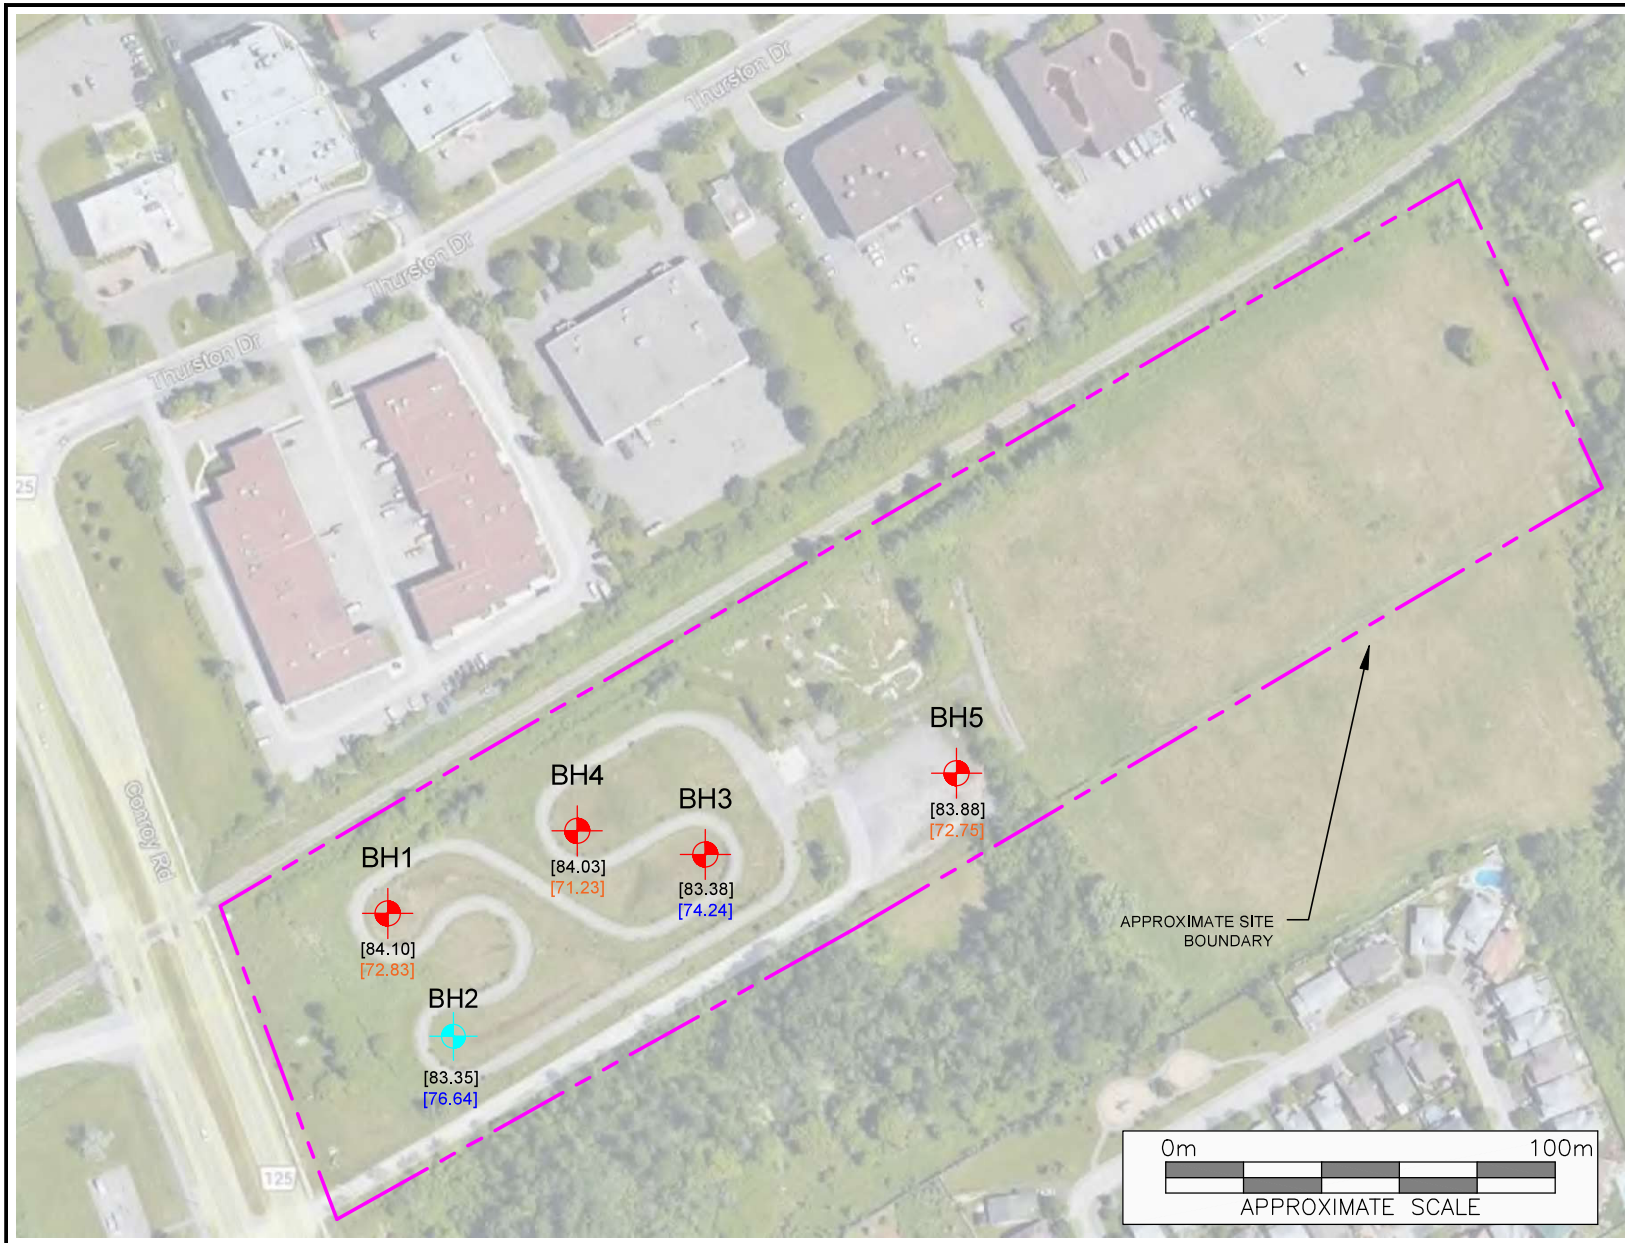 Thurston Dr
Thurston Dr
Thurston Dr
25
Conroy Rd
BH5
[83.88]
[72.75]
BH4
[84.03]
[71.23]
BH3
[83.38]
[74.24]
BH1
[84.10]
[72.83]
BH2
[83.35]
[76.64]
APPROXIMATE SITE
BOUNDARY
125
0m 100m
APPROXIMATE SCALE